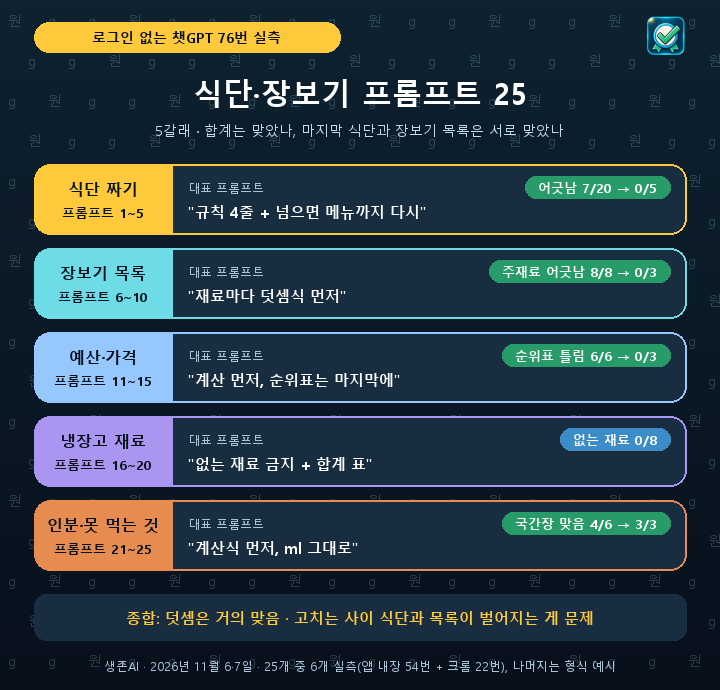 로그인 없는 챗GPT 76번 실측
식단·장보기 프롬프트 25
5갈래 · 합계는 맞았나, 마지막 식단과 장보기 목록은 서로 맞았나
식단 짜기
프롬프트 1~5
대표 프롬프트
"규칙 4줄 + 넘으면 메뉴까지 다시"
어긋남 7/20 → 0/5
장보기 목록
프롬프트 6~10
대표 프롬프트
"재료마다 덧셈식 먼저"
주재료 어긋남 8/8 → 0/3
예산·가격
프롬프트 11~15
대표 프롬프트
"계산 먼저, 순위표는 마지막에"
순위표 틀림 6/6 → 0/3
냉장고 재료
프롬프트 16~20
대표 프롬프트
"없는 재료 금지 + 합계 표"
없는 재료 0/8
인분·못 먹는 것
프롬프트 21~25
대표 프롬프트
"계산식 먼저, ml 그대로"
국간장 맞음 4/6 → 3/3
종합: 덧셈은 거의 맞음 · 고치는 사이 식단과 목록이 벌어지는 게 문제
생존AI · 2026년 11월 6·7일 · 25개 중 6개 실측(앱 내장 54번 + 크롬 22번), 나머지는 형식 예시